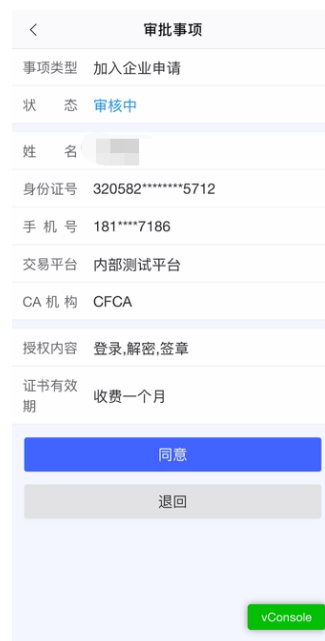 审批事项
事项类型 加入企业申请
状 态 审核中
姓 名
身份证号 320582********5712
手 机 号 181****7186
交易平台 内部测试平台
CA 机 构 CFCA
授权内容 登录,解密,签章
证书有效
期 收费一个月
同意
退回
vConsole